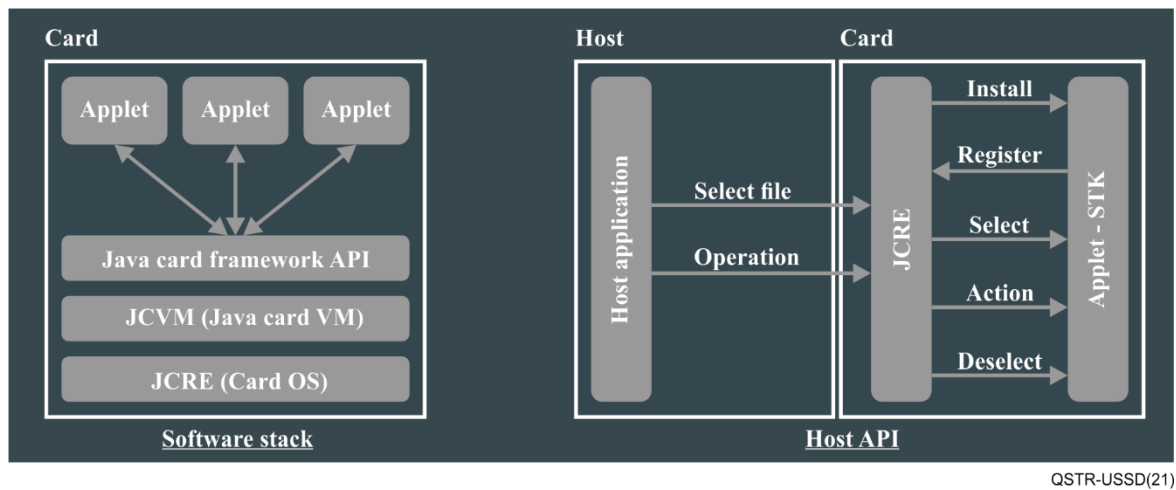 Card
Applet
Applet
Applet
Java card framework API
JCVM (Java card VM)
JCRE (Card OS)
Software stack
Host
Card
Host application
Select file
Operation
JCRE
Install
Register
Select
Action
Deselect
Applet - STK
Host API
QSTR-USSD(21)